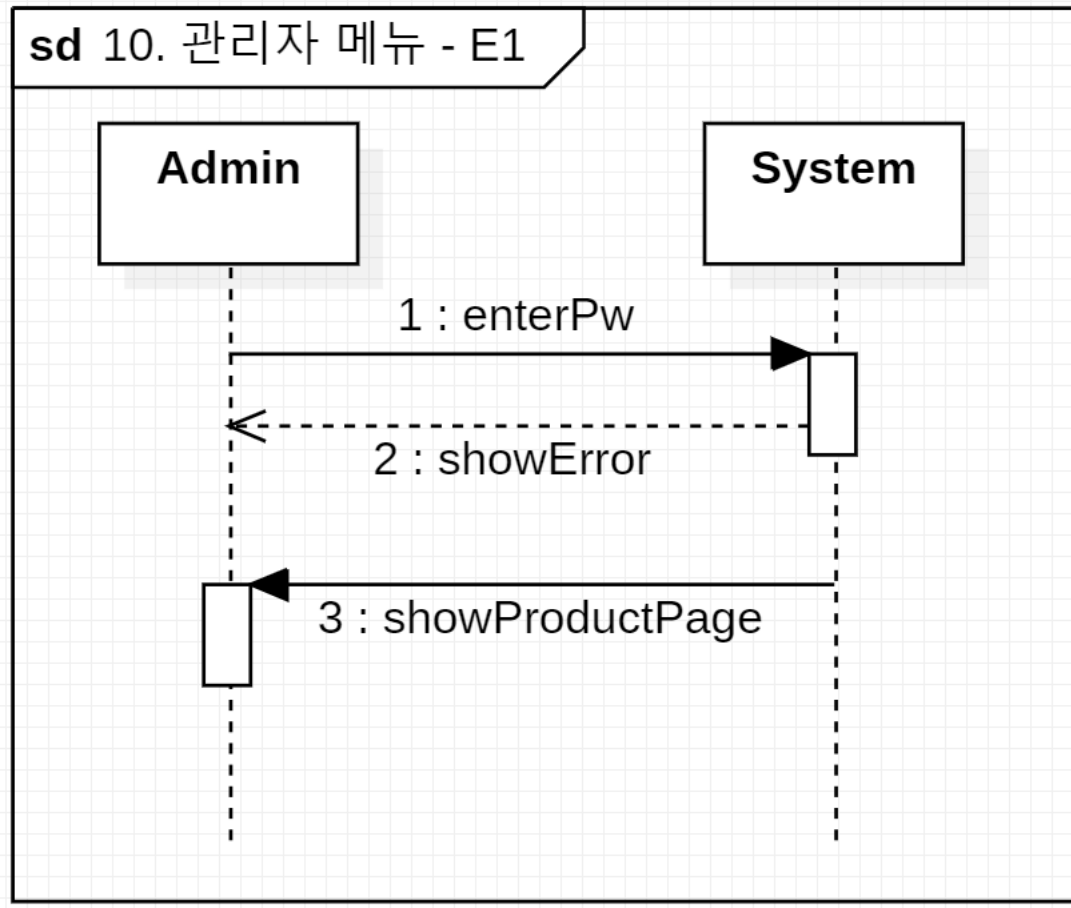 sd 10. 관리자 메뉴 - E1
Admin
System
1 : enterPw
2 : showError
3 : showProductPage